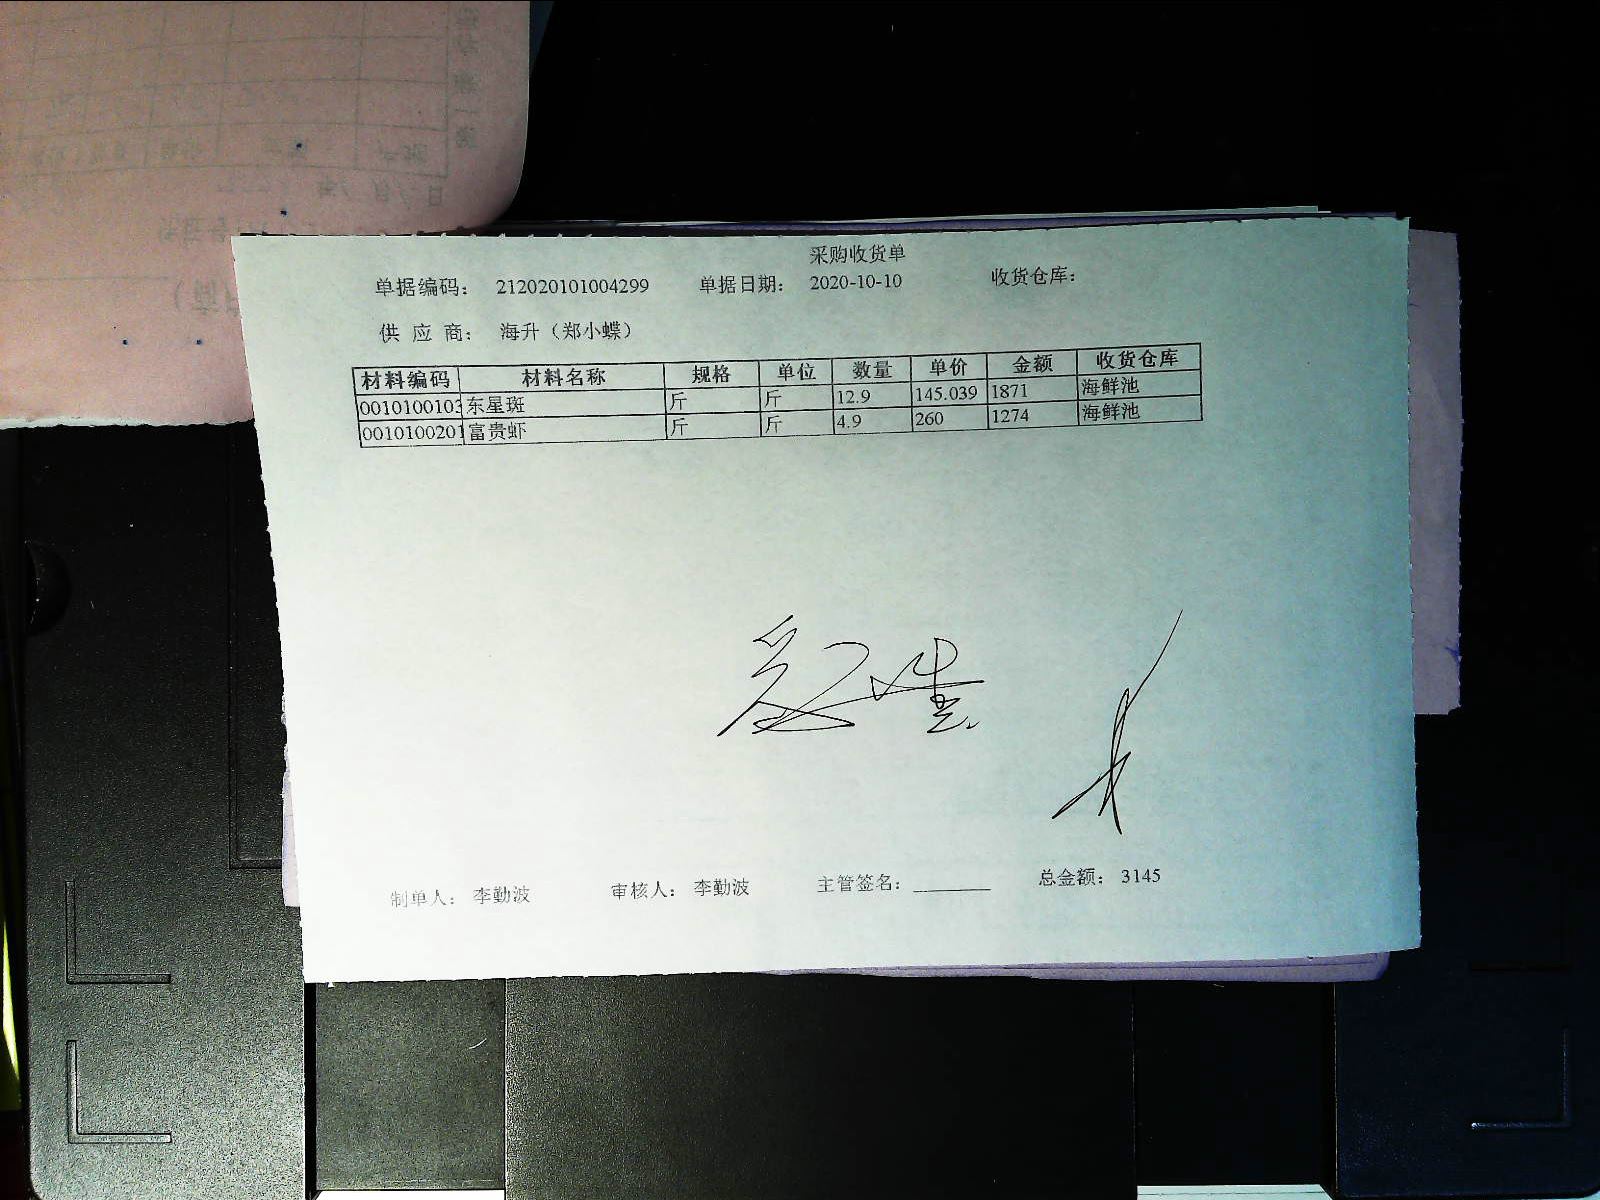 采购收货单
单据编码： 212020101004299 单据日期： 2020-10-10 收货仓库：
供 应 商： 海升（郑小蝶）
材料编码 材料名称 规格 单位 数量 单价 金额 收货仓库
0010100103 东星斑 斤 斤 12.9 145.039 1871 海鲜池
0010100201 富贵虾 斤 斤 4.9 260 1274 海鲜池
制单人： 李勤波 审核人： 李勤波 主管签名： 总金额： 3145